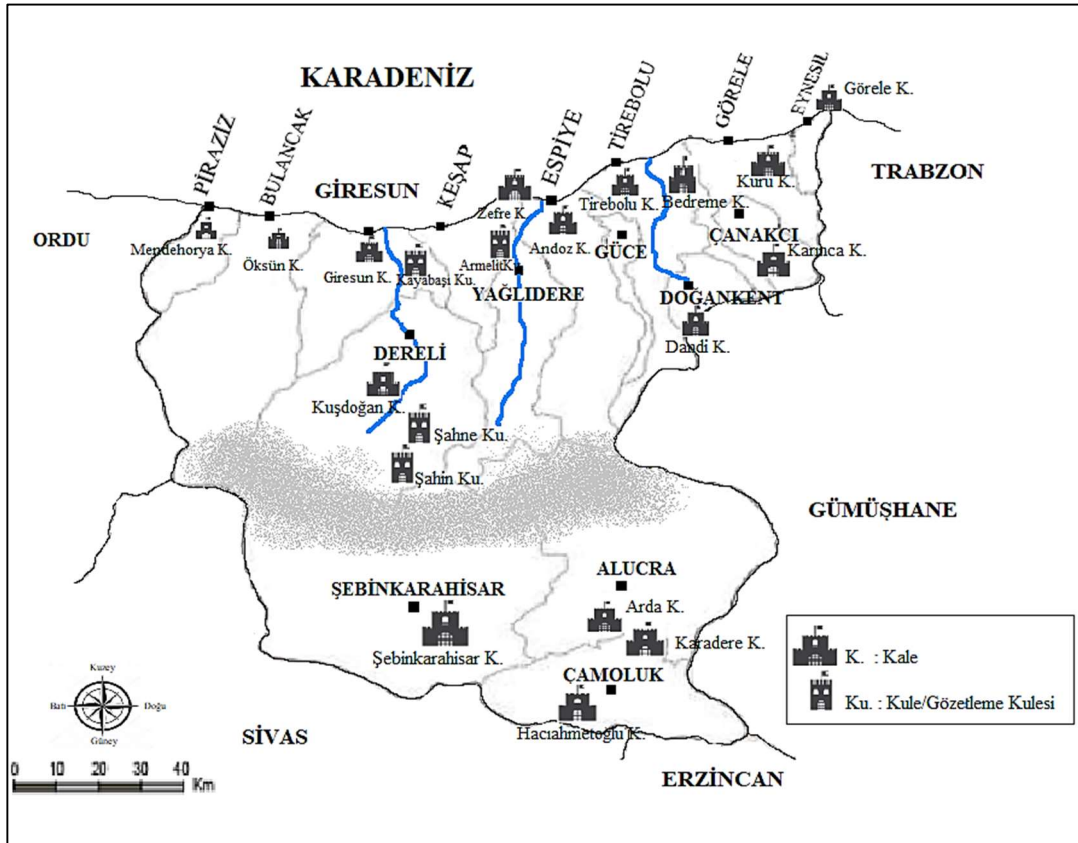 KARADENİZ
PİRAZİZ
BULANCAK
GİRESUN
KEŞAP
ESPİYE
TİREBOLU
GÖRELE
EYNESİL
Görele K.
TRABZON
ORDU
Mendehorya K.
Öksün K.
Giresun K.
Kayabaşi Ku.
Zefre K.
Armelit Ku.
Andoz K.
Tirebolu K.
Bedreme K.
Kuru K.
GÜCE
ÇANAKCI
Karınca K.
YAĞLIDERE
DOĞANKENT
Dandi K.
DERELİ
Kuşdoğan K.
Şahne Ku.
Şahin Ku.
GÜMÜŞHANE
ŞEBİNKARAHİSAR
Şebinkarahisar K.
ALUCRA
Arda K.
Karadere K.
ÇAMOLUK
Hacıahmetoğlu K.
SİVAS
ERZİNCAN
K. : Kale
Ku. : Kule/Gözetleme Kulesi
Kuzey
Batı
Doğu
Güney
0 10 20 30 40
Km